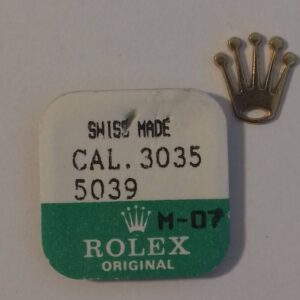 SWISS MADE
CAL. 3035
5039
M-07
ROLEX
ORIGINAL